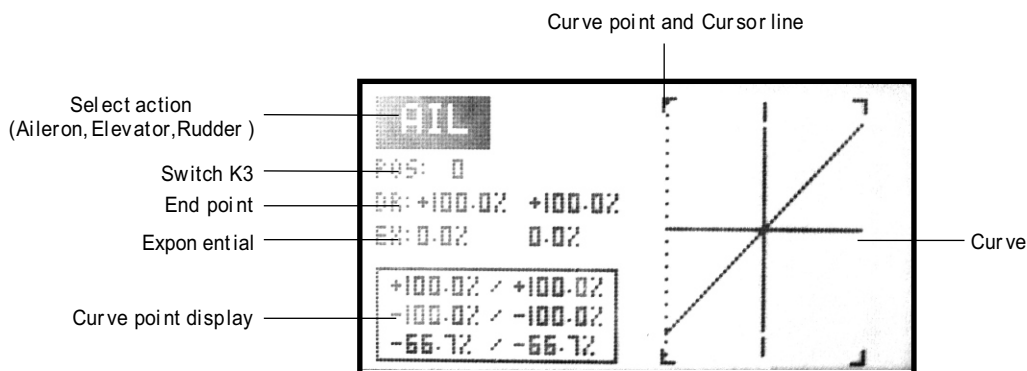 Curve point and Cursor line
Select action
(Aileron,Elevator,Rudder )
AIL
Switch K3
POS: 0
End point
DR:+100.0% +100.0%
Exponential
EX:0.0% 0.0%
Curve
Curve point display
+100.0% / +100.0%
-100.0% / -100.0%
-66.7% / -66.7%